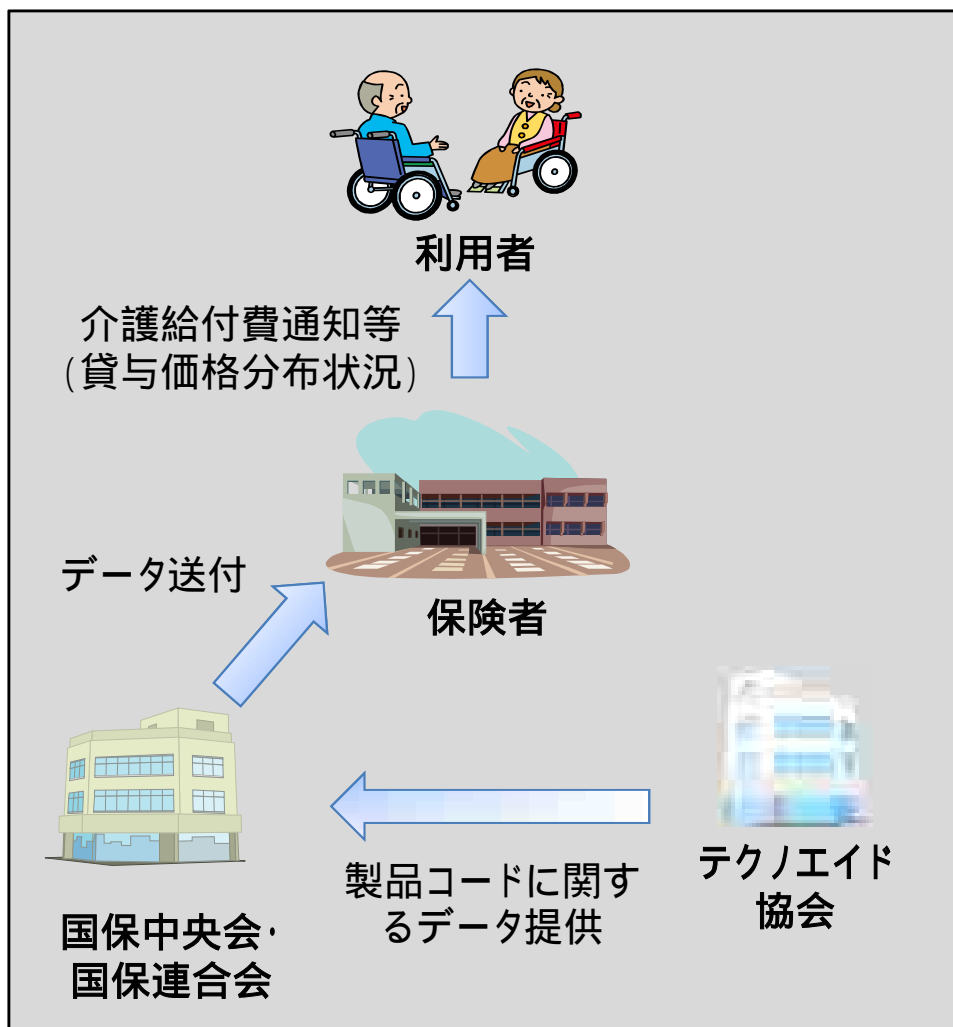 利用者
介護給付費通知等
(貸与価格分布状況)
データ送付
保険者
テクノエイド
協会
製品コードに関す
るデータ提供
国保中央会・
国保連合会